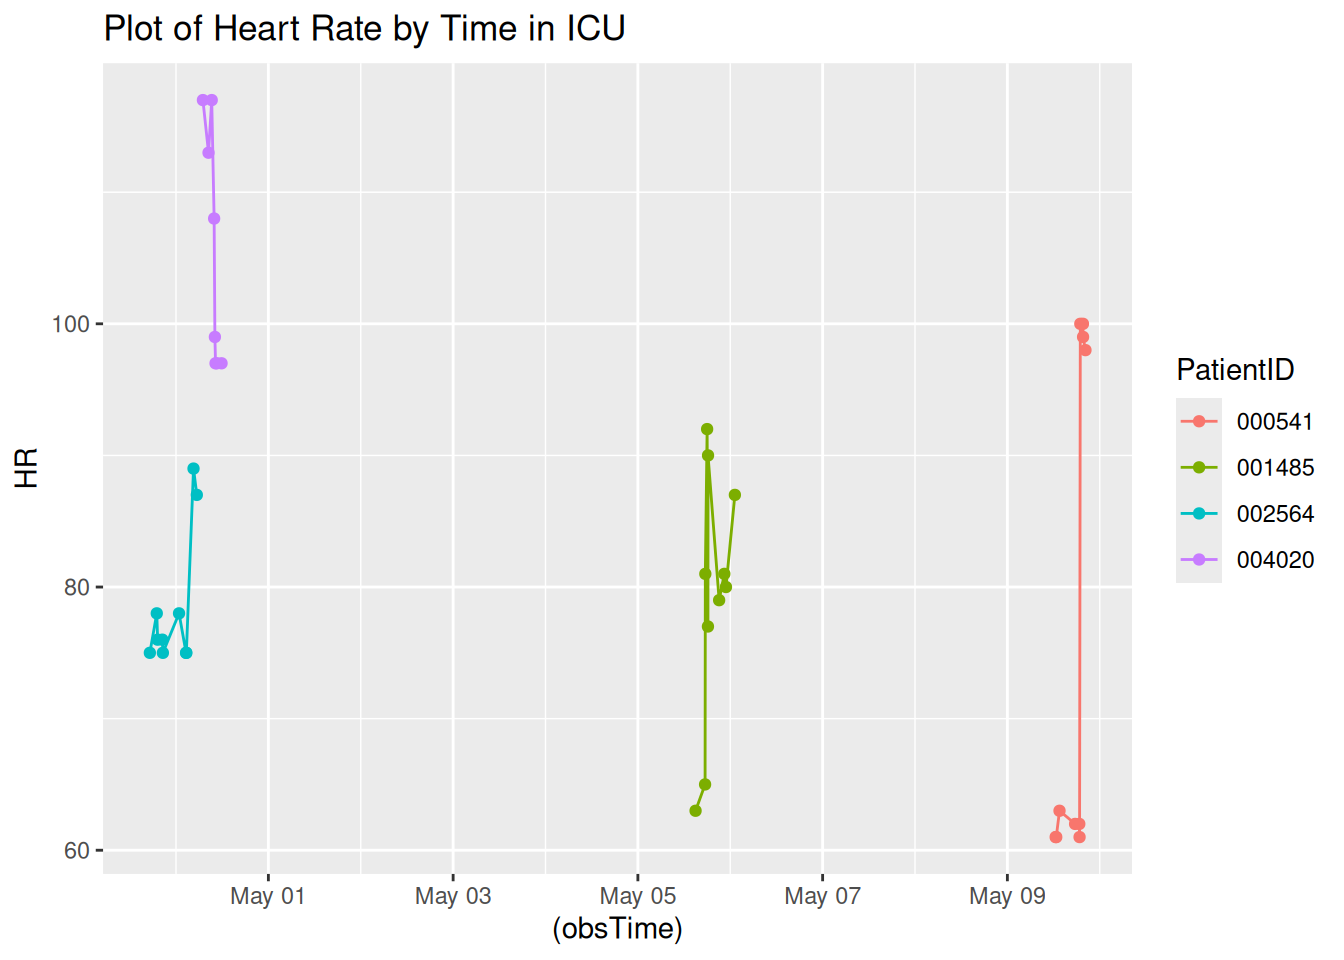 Plot of Heart Rate by Time in ICU
HR
100
80
60
May 01
May 03
May 05
May 07
May 09
(obsTime)
PatientID
000541
001485
002564
004020